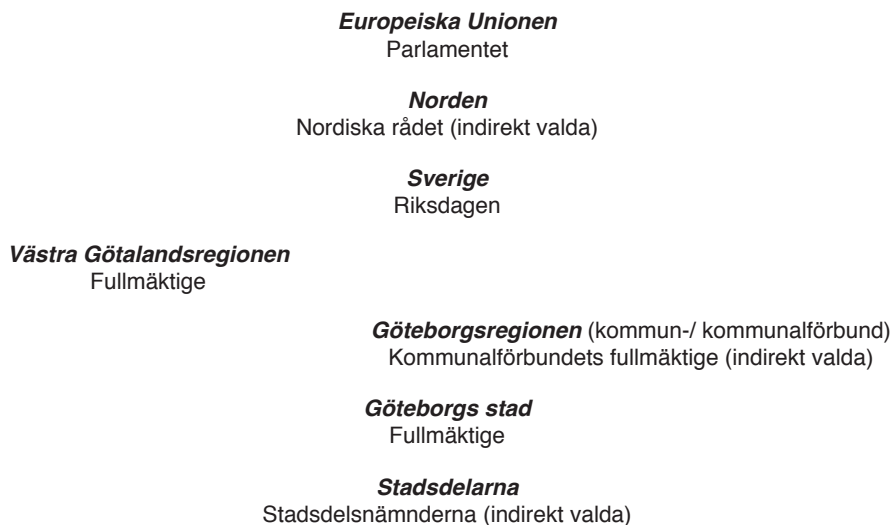 Europeiska Unionen
Parlamentet
Norden
Nordiska rådet (indirekt valda)
Sverige
Riksdagen
Västra Götalandsregionen
Fullmäktige
Göteborgsregionen (kommun-/ kommunalförbund)
Kommunalförbundets fullmäktige (indirekt valda)
Göteborgs stad
Fullmäktige
Stadsdelarna
Stadsdelsnämnderna (indirekt valda)